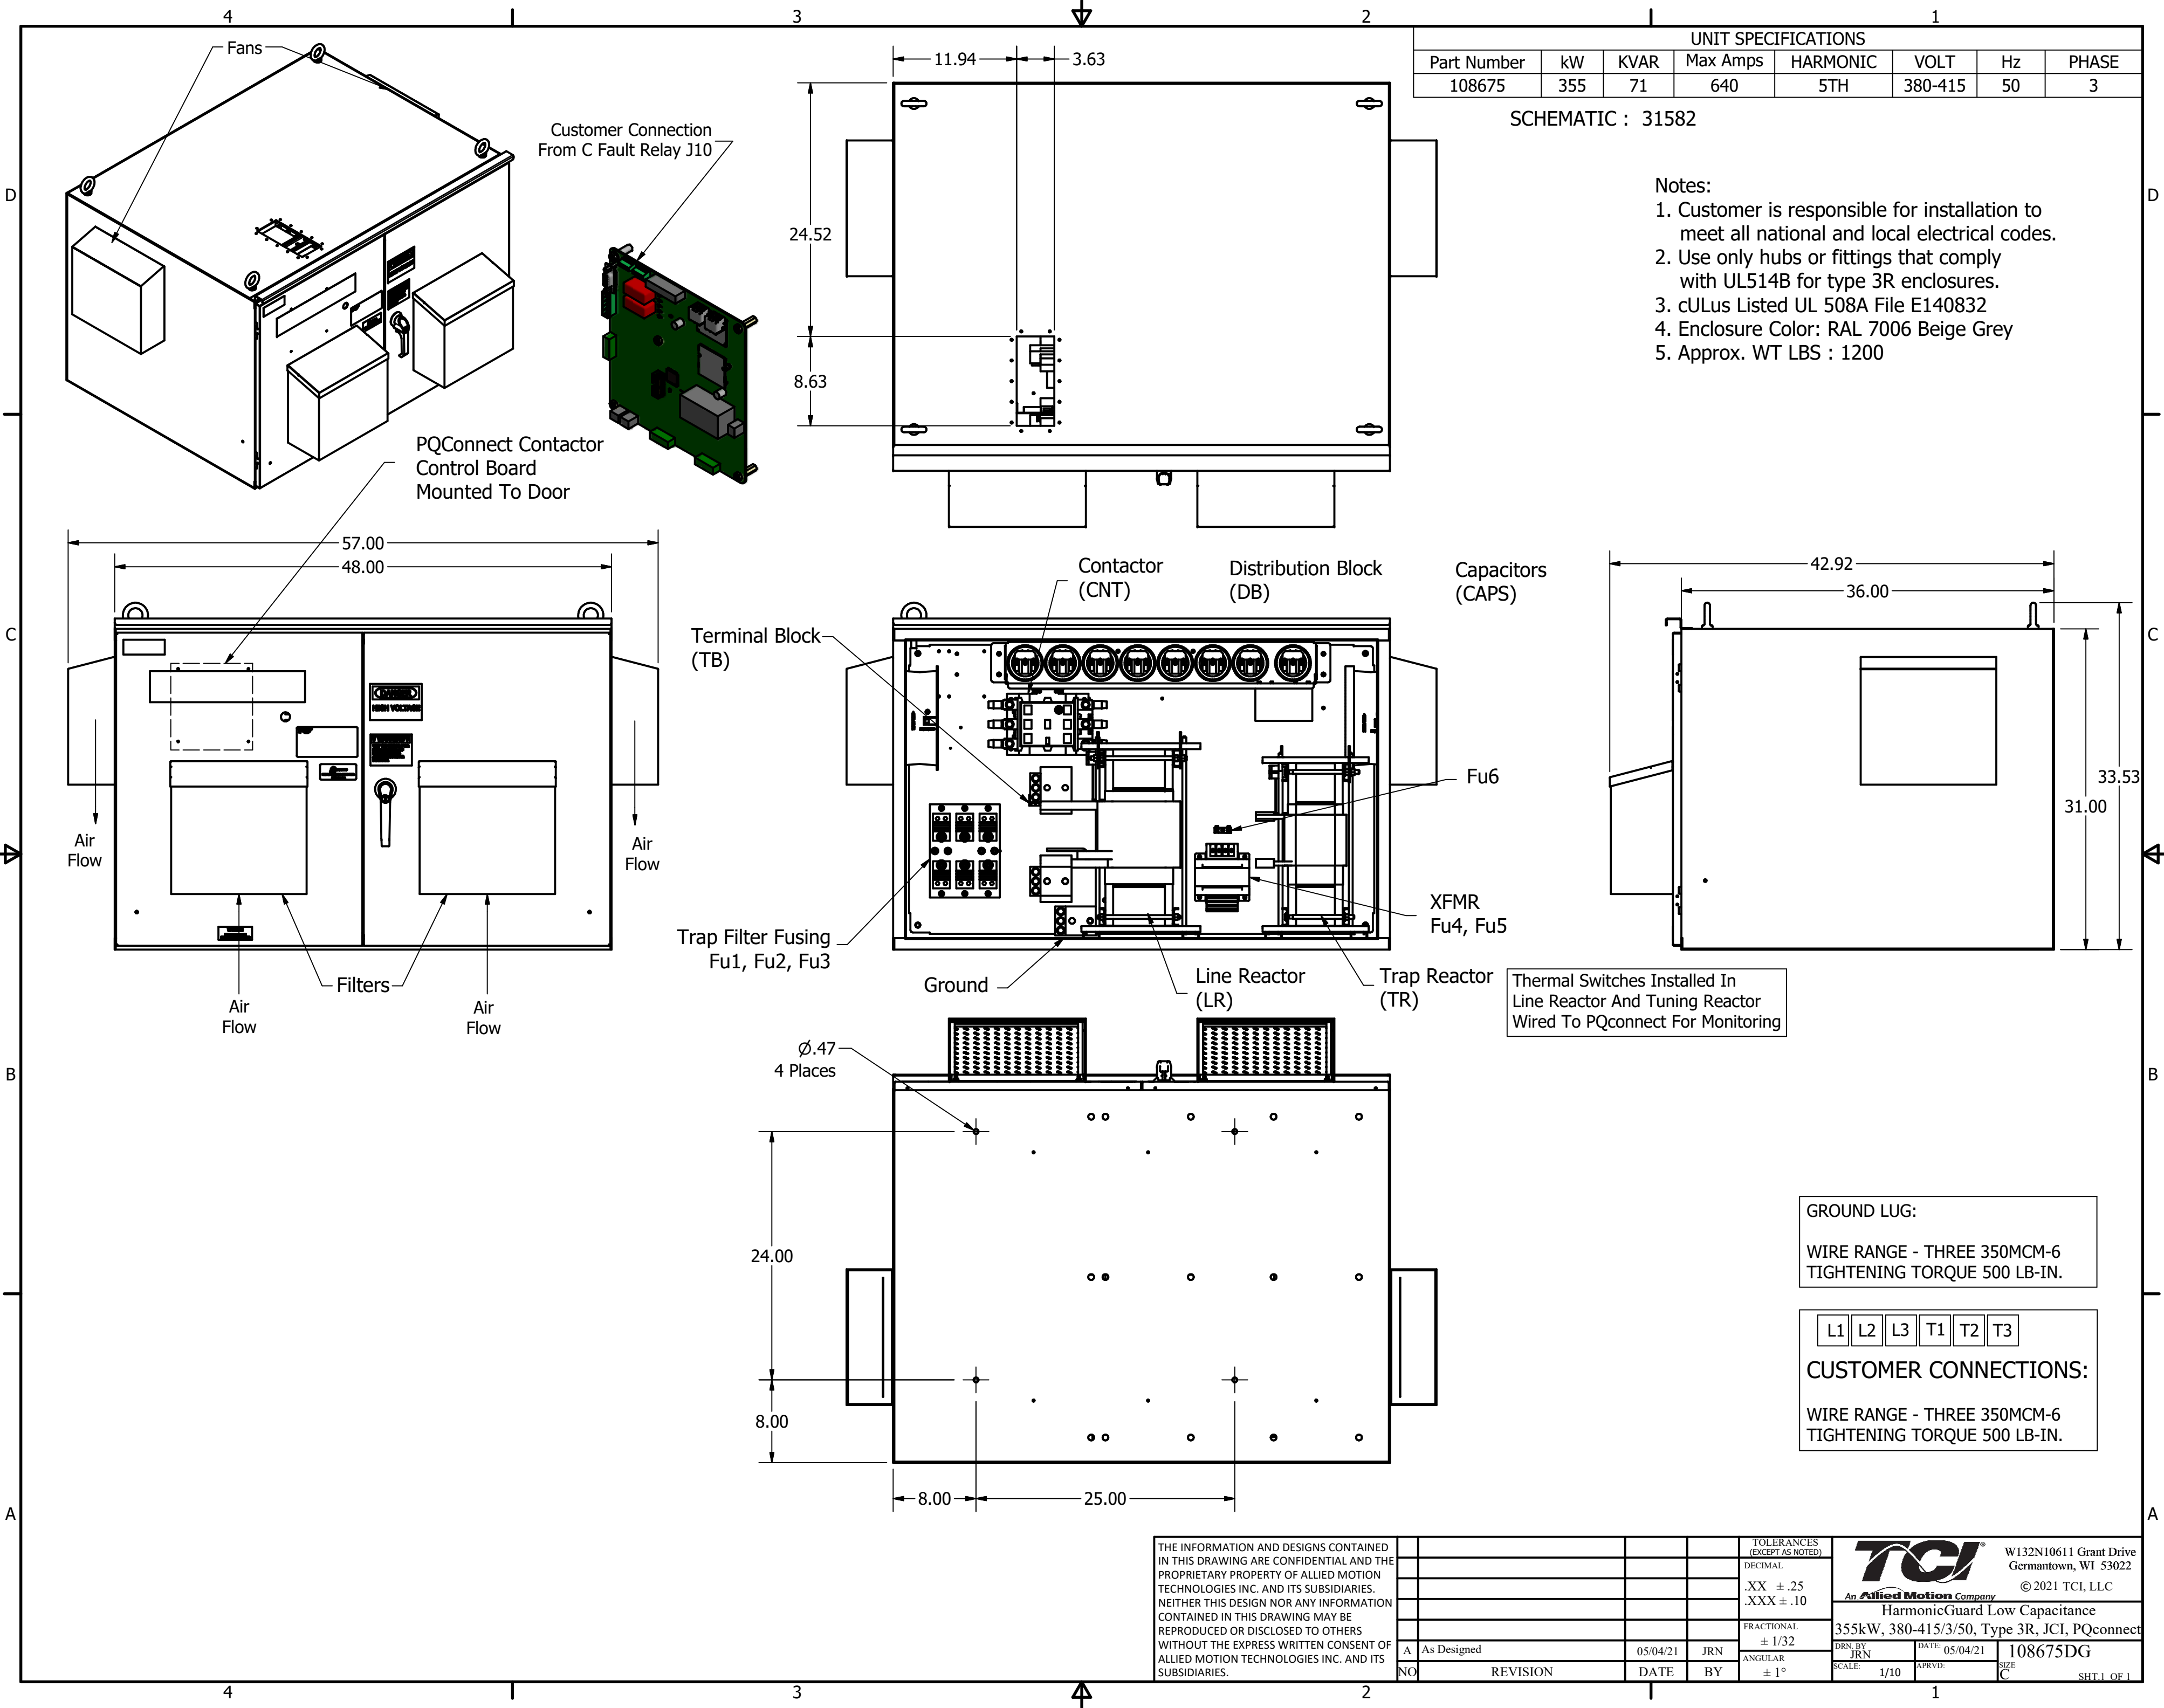 4
3
2
1
D
D
C
C
B
B
A
A
4
3
2
1
Fans
Customer Connection
From C Fault Relay J10
11.94
3.63
24.52
8.63
UNIT SPECIFICATIONS
Part Number kW KVAR Max Amps HARMONIC VOLT Hz PHASE
108675 355 71 640 5TH 380-415 50 3
SCHEMATIC : 31582
Notes:
1. Customer is responsible for installation to
meet all national and local electrical codes.
2. Use only hubs or fittings that comply
with UL514B for type 3R enclosures.
3. cULus Listed UL 508A File E140832
4. Enclosure Color: RAL 7006 Beige Grey
5. Approx. WT LBS : 1200
PQConnect Contactor
Control Board
Mounted To Door
57.00
48.00
DANGER
HIGH VOLTAGE
Air
Flow
Air
Flow
Filters
Air
Flow
Air
Flow
Contactor
(CNT)
Distribution Block
(DB)
Capacitors
(CAPS)
Terminal Block
(TB)
Fu6
XFMR
Fu4, Fu5
Trap Filter Fusing
Fu1, Fu2, Fu3
Ground
Line Reactor
(LR)
Trap Reactor
(TR)
42.92
36.00
33.53
31.00
Thermal Switches Installed In
Line Reactor And Tuning Reactor
Wired To PQconnect For Monitoring
Ø.47
4 Places
24.00
8.00
8.00
25.00
GROUND LUG:
WIRE RANGE - THREE 350MCM-6
TIGHTENING TORQUE 500 LB-IN.
L1 L2 L3 T1 T2 T3
CUSTOMER CONNECTIONS:
WIRE RANGE - THREE 350MCM-6
TIGHTENING TORQUE 500 LB-IN.
THE INFORMATION AND DESIGNS CONTAINED
IN THIS DRAWING ARE CONFIDENTIAL AND THE
PROPRIETARY PROPERTY OF ALLIED MOTION
TECHNOLOGIES INC. AND ITS SUBSIDIARIES.
NEITHER THIS DESIGN NOR ANY INFORMATION
CONTAINED IN THIS DRAWING MAY BE
REPRODUCED OR DISCLOSED TO OTHERS
WITHOUT THE EXPRESS WRITTEN CONSENT OF
ALLIED MOTION TECHNOLOGIES INC. AND ITS
SUBSIDIARIES.
A As Designed 05/04/21 JRN
NO REVISION DATE BY
TOLERANCES
(EXCEPT AS NOTED)
DECIMAL
.XX ± .25
.XXX ± .10
FRACTIONAL
± 1/32
ANGULAR
± 1°
TCI®
An Allied Motion Company
W132N10611 Grant Drive
Germantown, WI 53022
© 2021 TCI, LLC
HarmonicGuard Low Capacitance
355kW, 380-415/3/50, Type 3R, JCI, PQconnect
DRN. BY JRN
DATE: 05/04/21
108675DG
SCALE: 1/10
APRVD:
SIZE C
SHT.1 OF 1